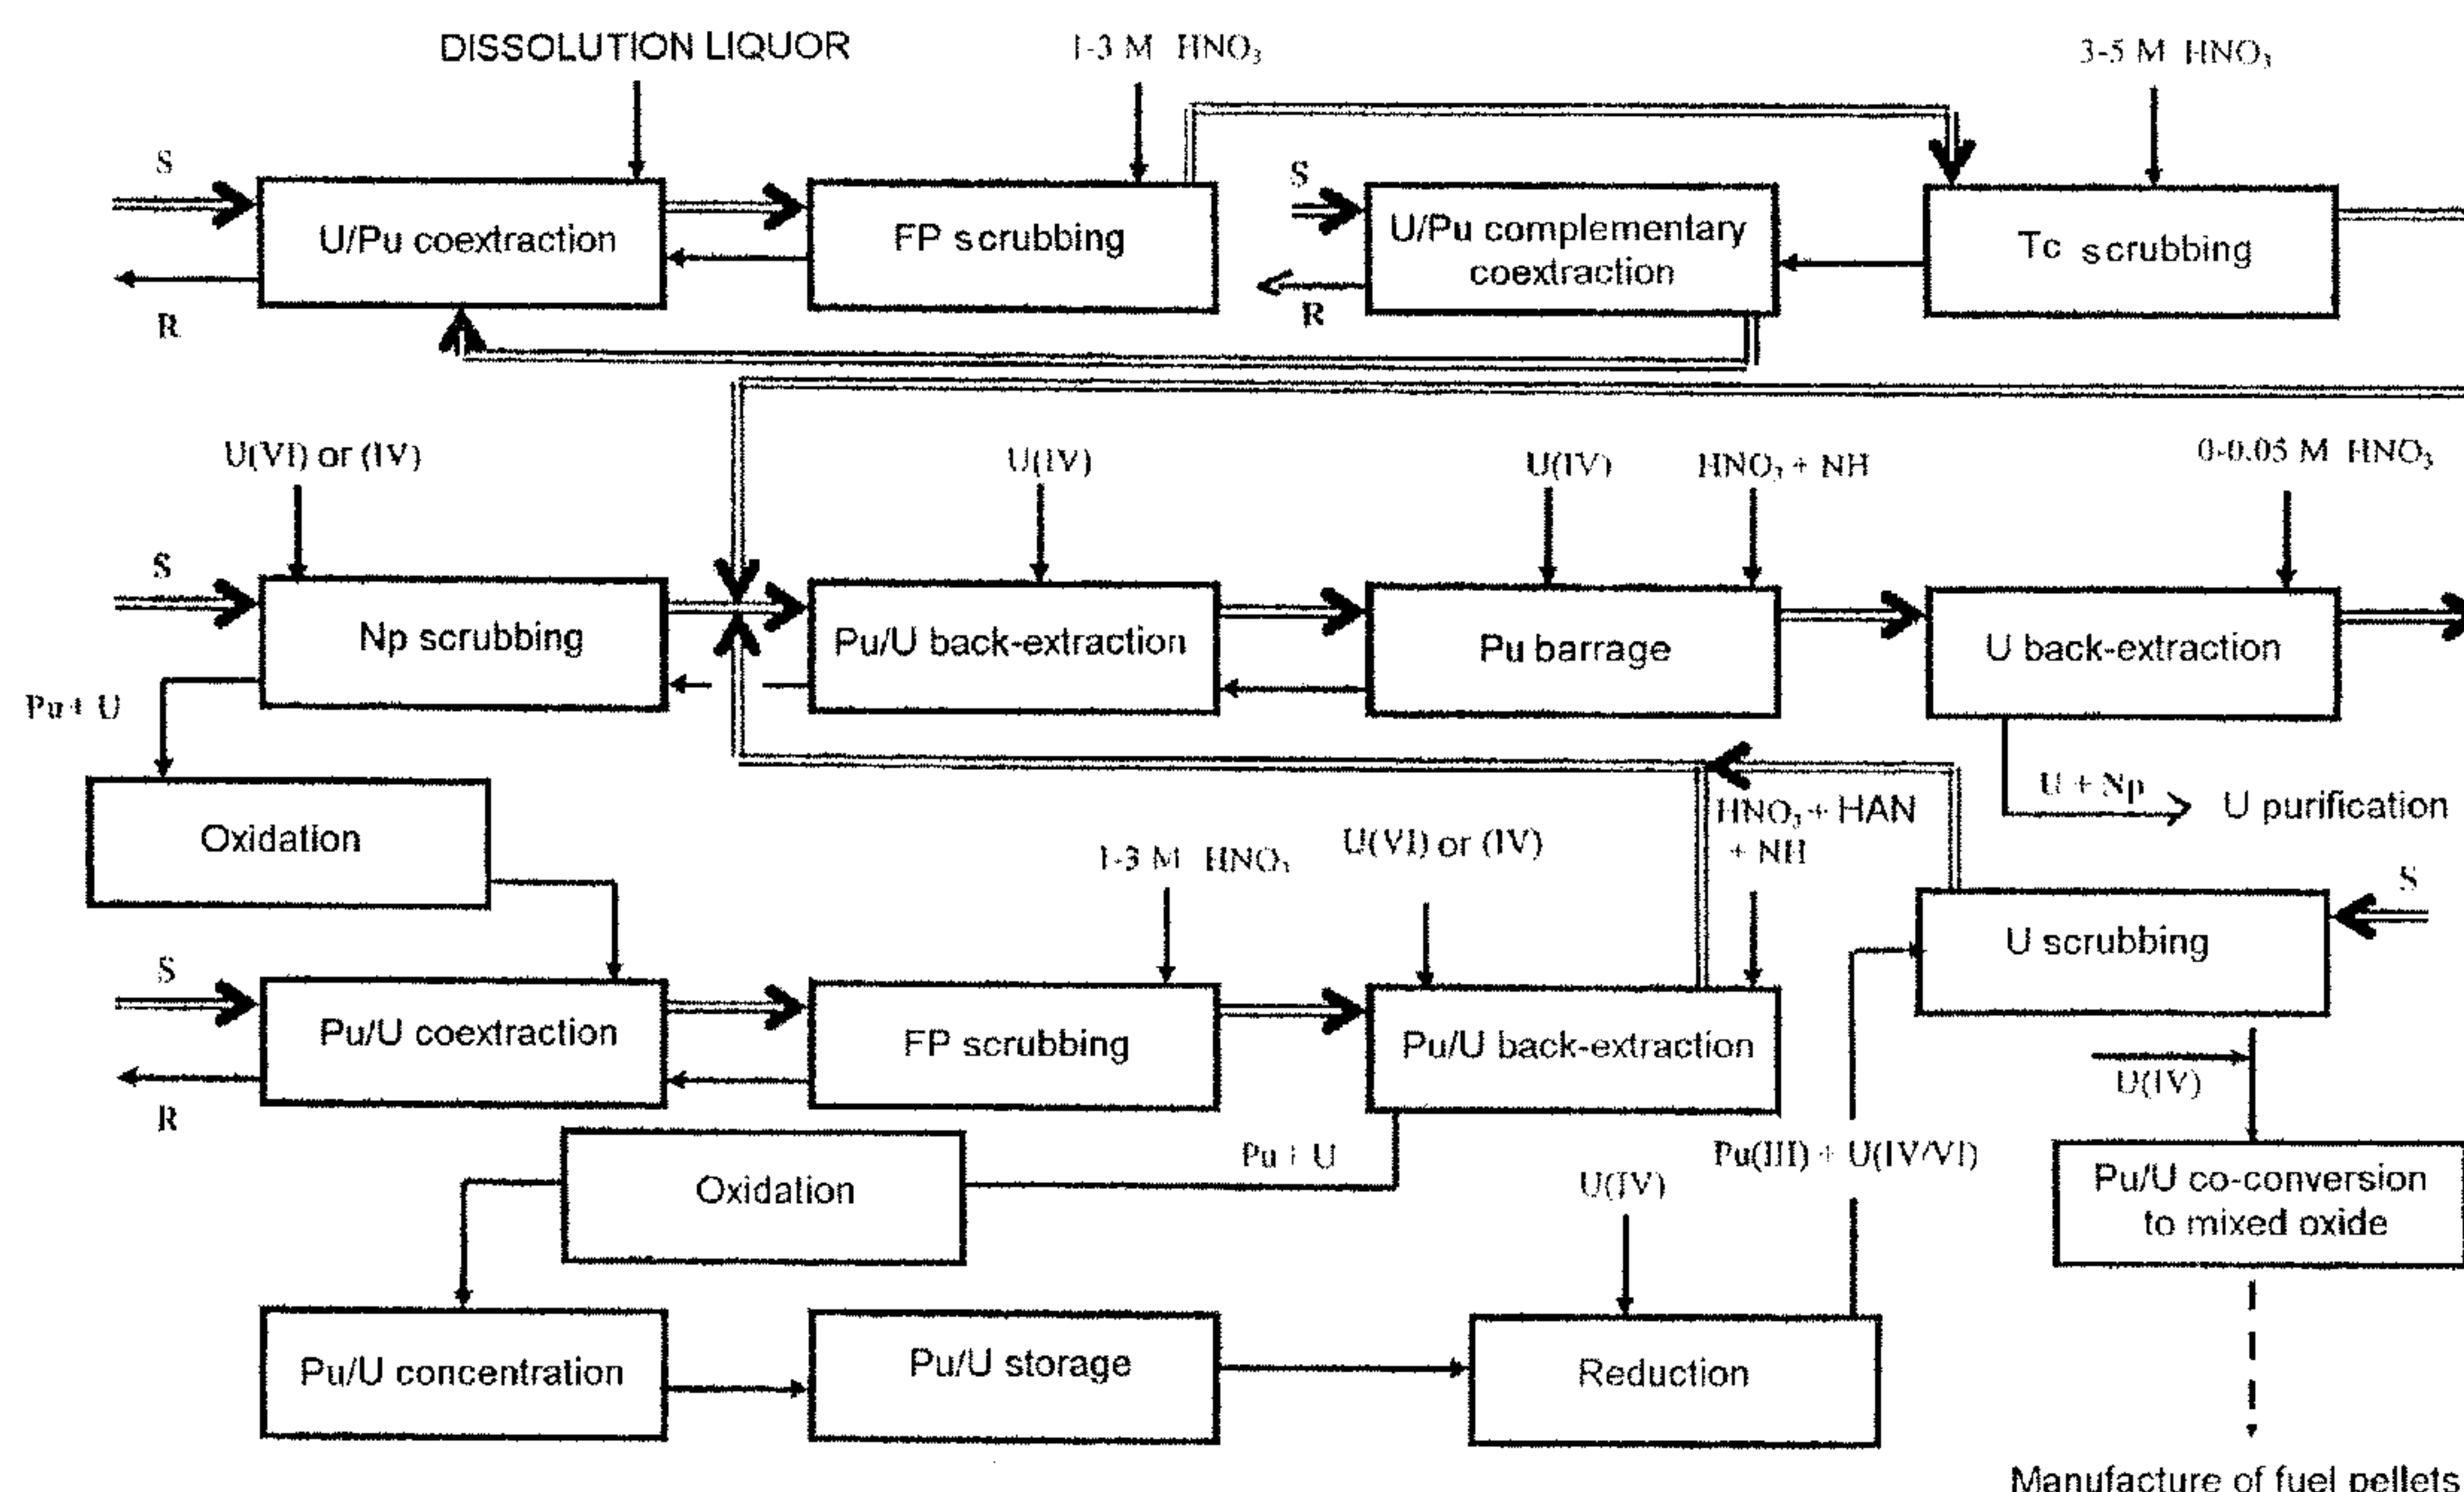 DISSOLUTION LIQUOR
1-3 M HNO₃
3-5 M HNO₃
S
U/Pu coextraction
R
FP scrubbing
S
U/Pu complementary
coextraction
R
Tc scrubbing
U(VI) or (IV)
U(IV)
U(IV)
HNO₃ + NH
0-0.05 M HNO₃
S
Np scrubbing
Pu/U back-extraction
Pu barrage
U back-extraction
Pu + U
U + Np
U purification
Oxidation
1-3 M HNO₃
U(VI) or (IV)
HNO₃ + HAN
+ NH
S
U scrubbing
S
Pu/U coextraction
R
FP scrubbing
Pu/U back-extraction
U(IV)
Pu + U
Oxidation
U(IV)
Pu(III) + U(IV/VI)
Pu/U co-conversion
to mixed oxide
Pu/U concentration
Pu/U storage
Reduction
Manufacture of fuel pellets